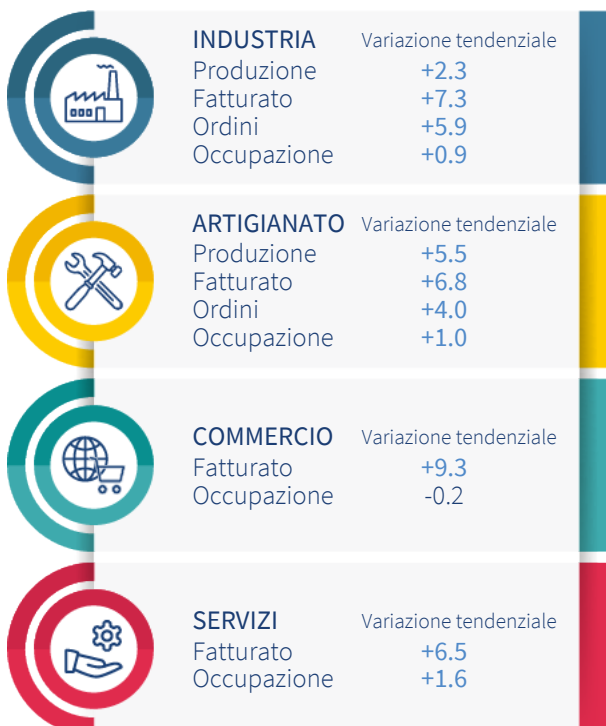 INDUSTRIA Variazione tendenziale
Produzione +2.3
Fatturato +7.3
Ordini +5.9
Occupazione +0.9
ARTIGIANATO Variazione tendenziale
Produzione +5.5
Fatturato +6.8
Ordini +4.0
Occupazione +1.0
COMMERCIO Variazione tendenziale
Fatturato +9.3
Occupazione -0.2
SERVIZI Variazione tendenziale
Fatturato +6.5
Occupazione +1.6